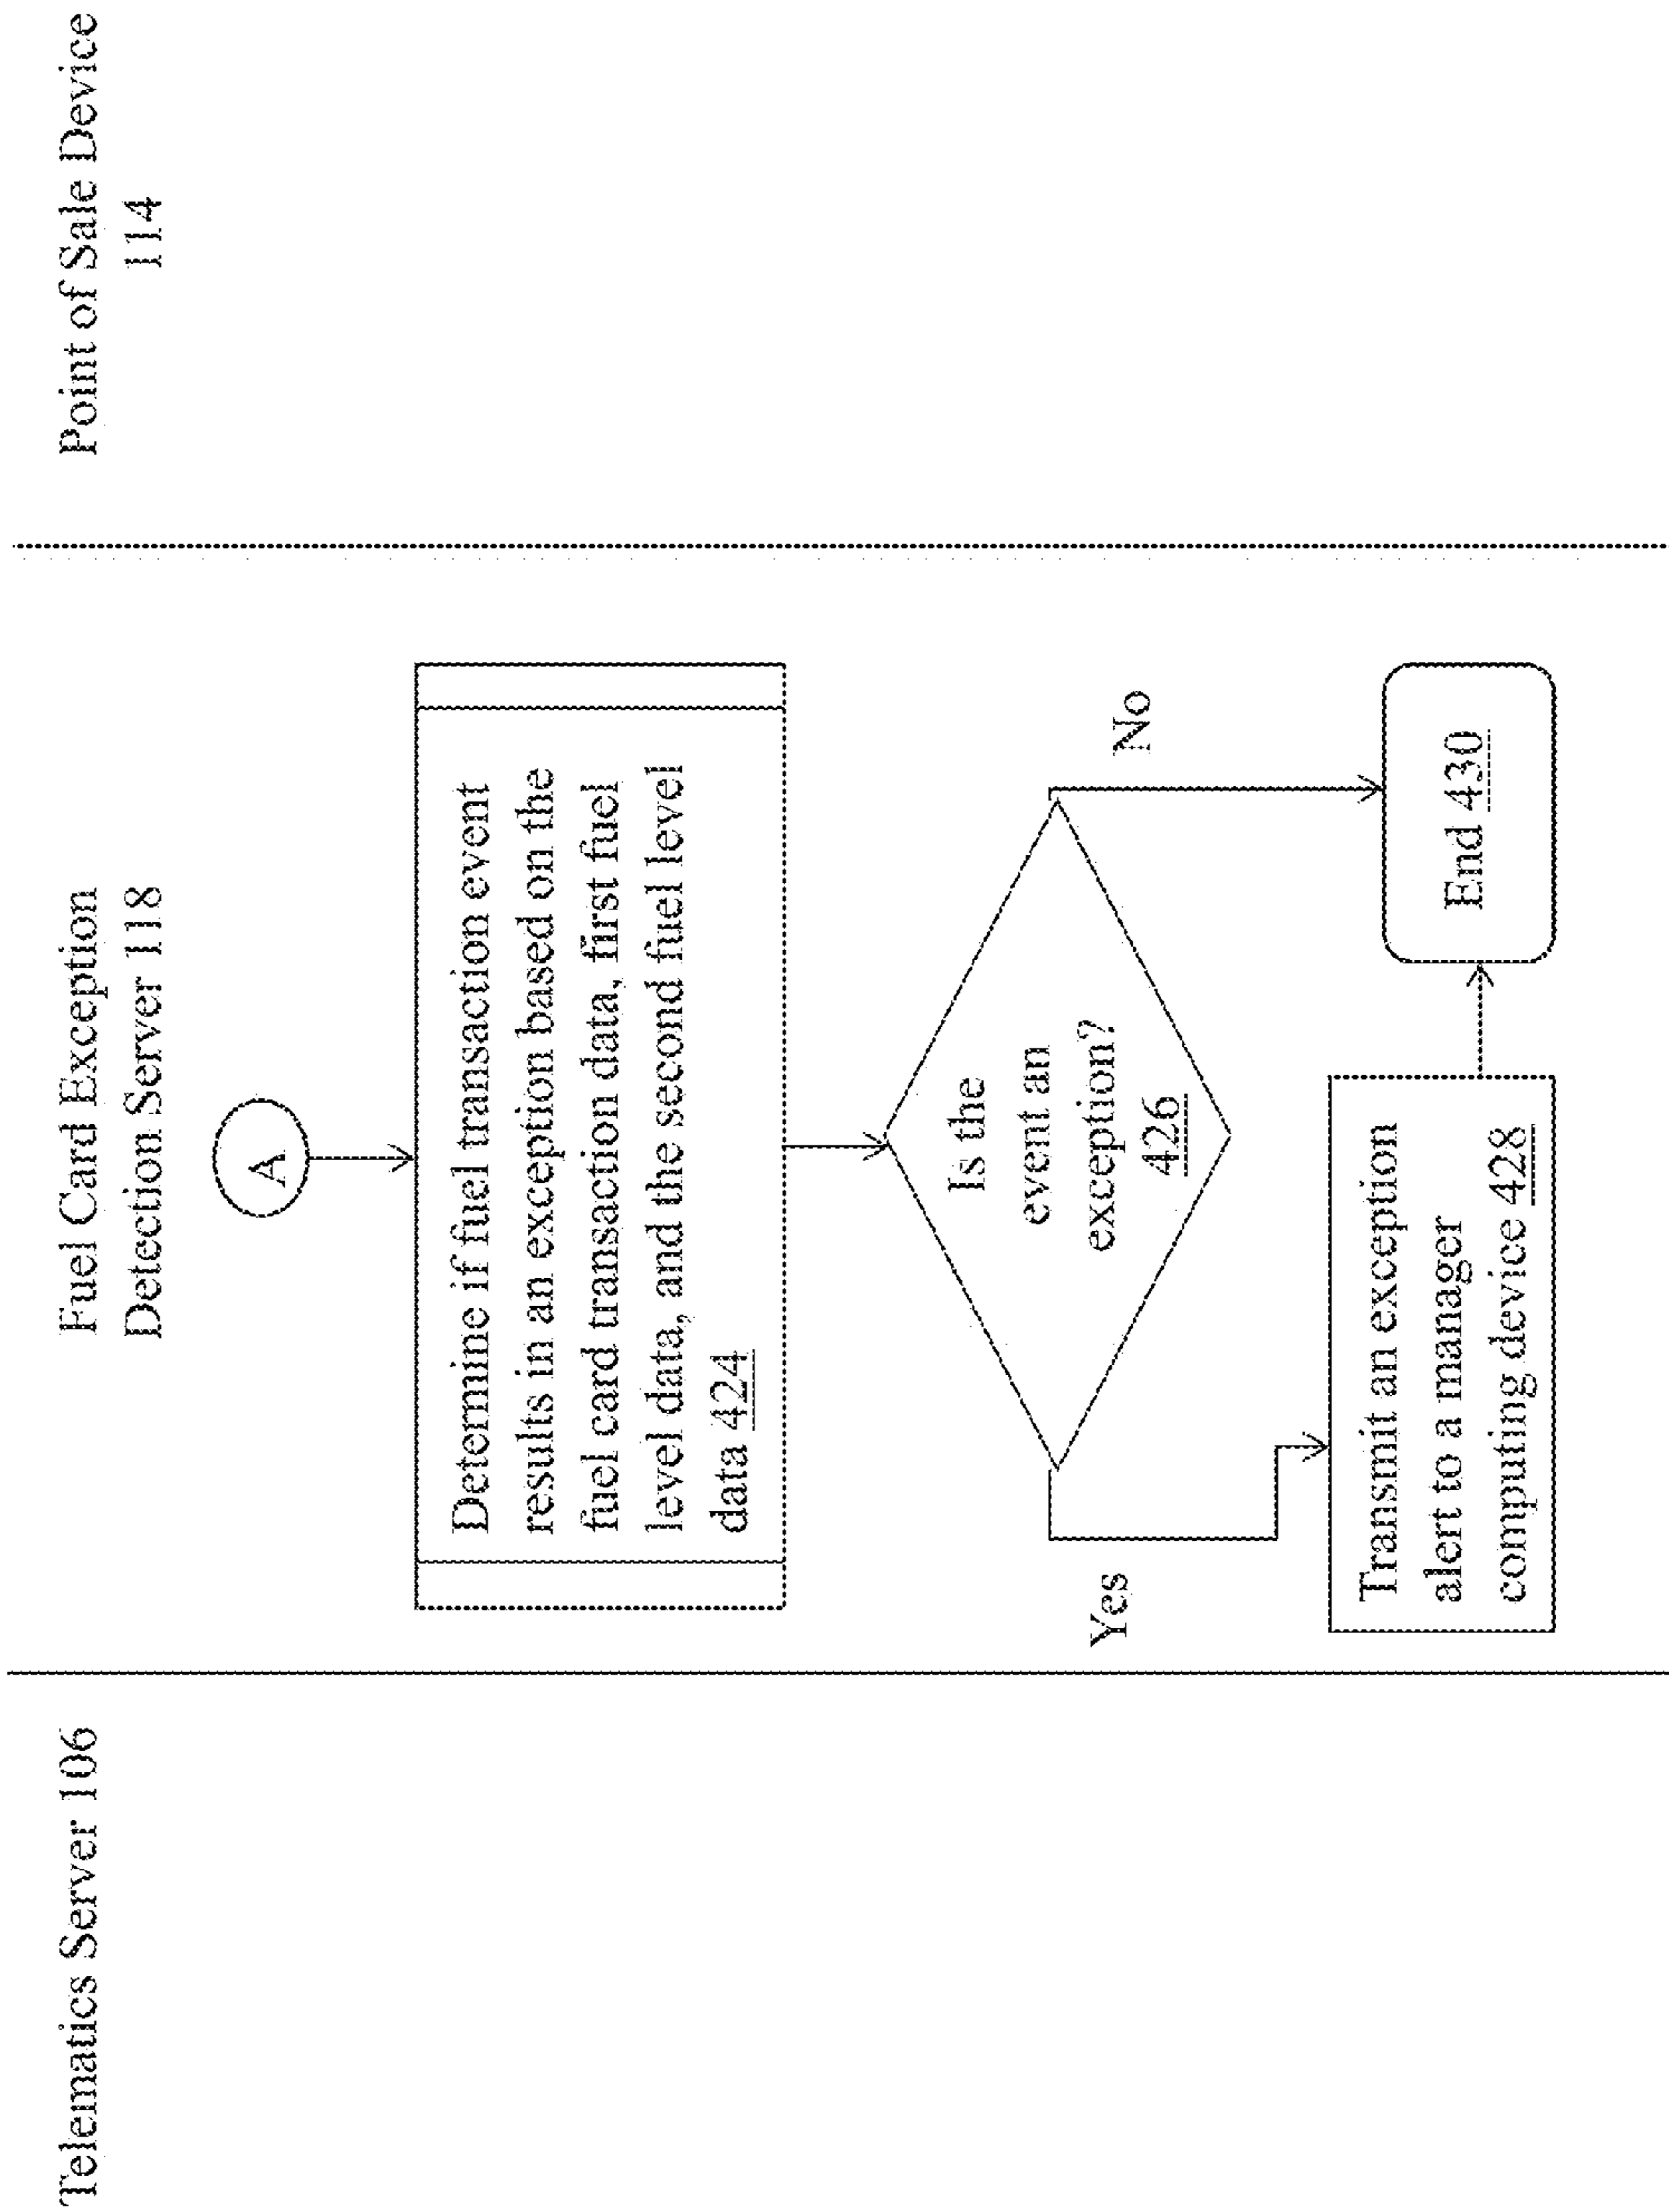 Telematics Server 106
Fuel Card Exception
Detection Server 118
Point of Sale Device
114
A
Determine if fuel transaction event
results in an exception based on the
fuel card transaction data, first fuel
level data, and the second fuel level
data 424
Is the
event an
exception?
426
Yes
No
Transmit an exception
alert to a manager
computing device 428
End 430